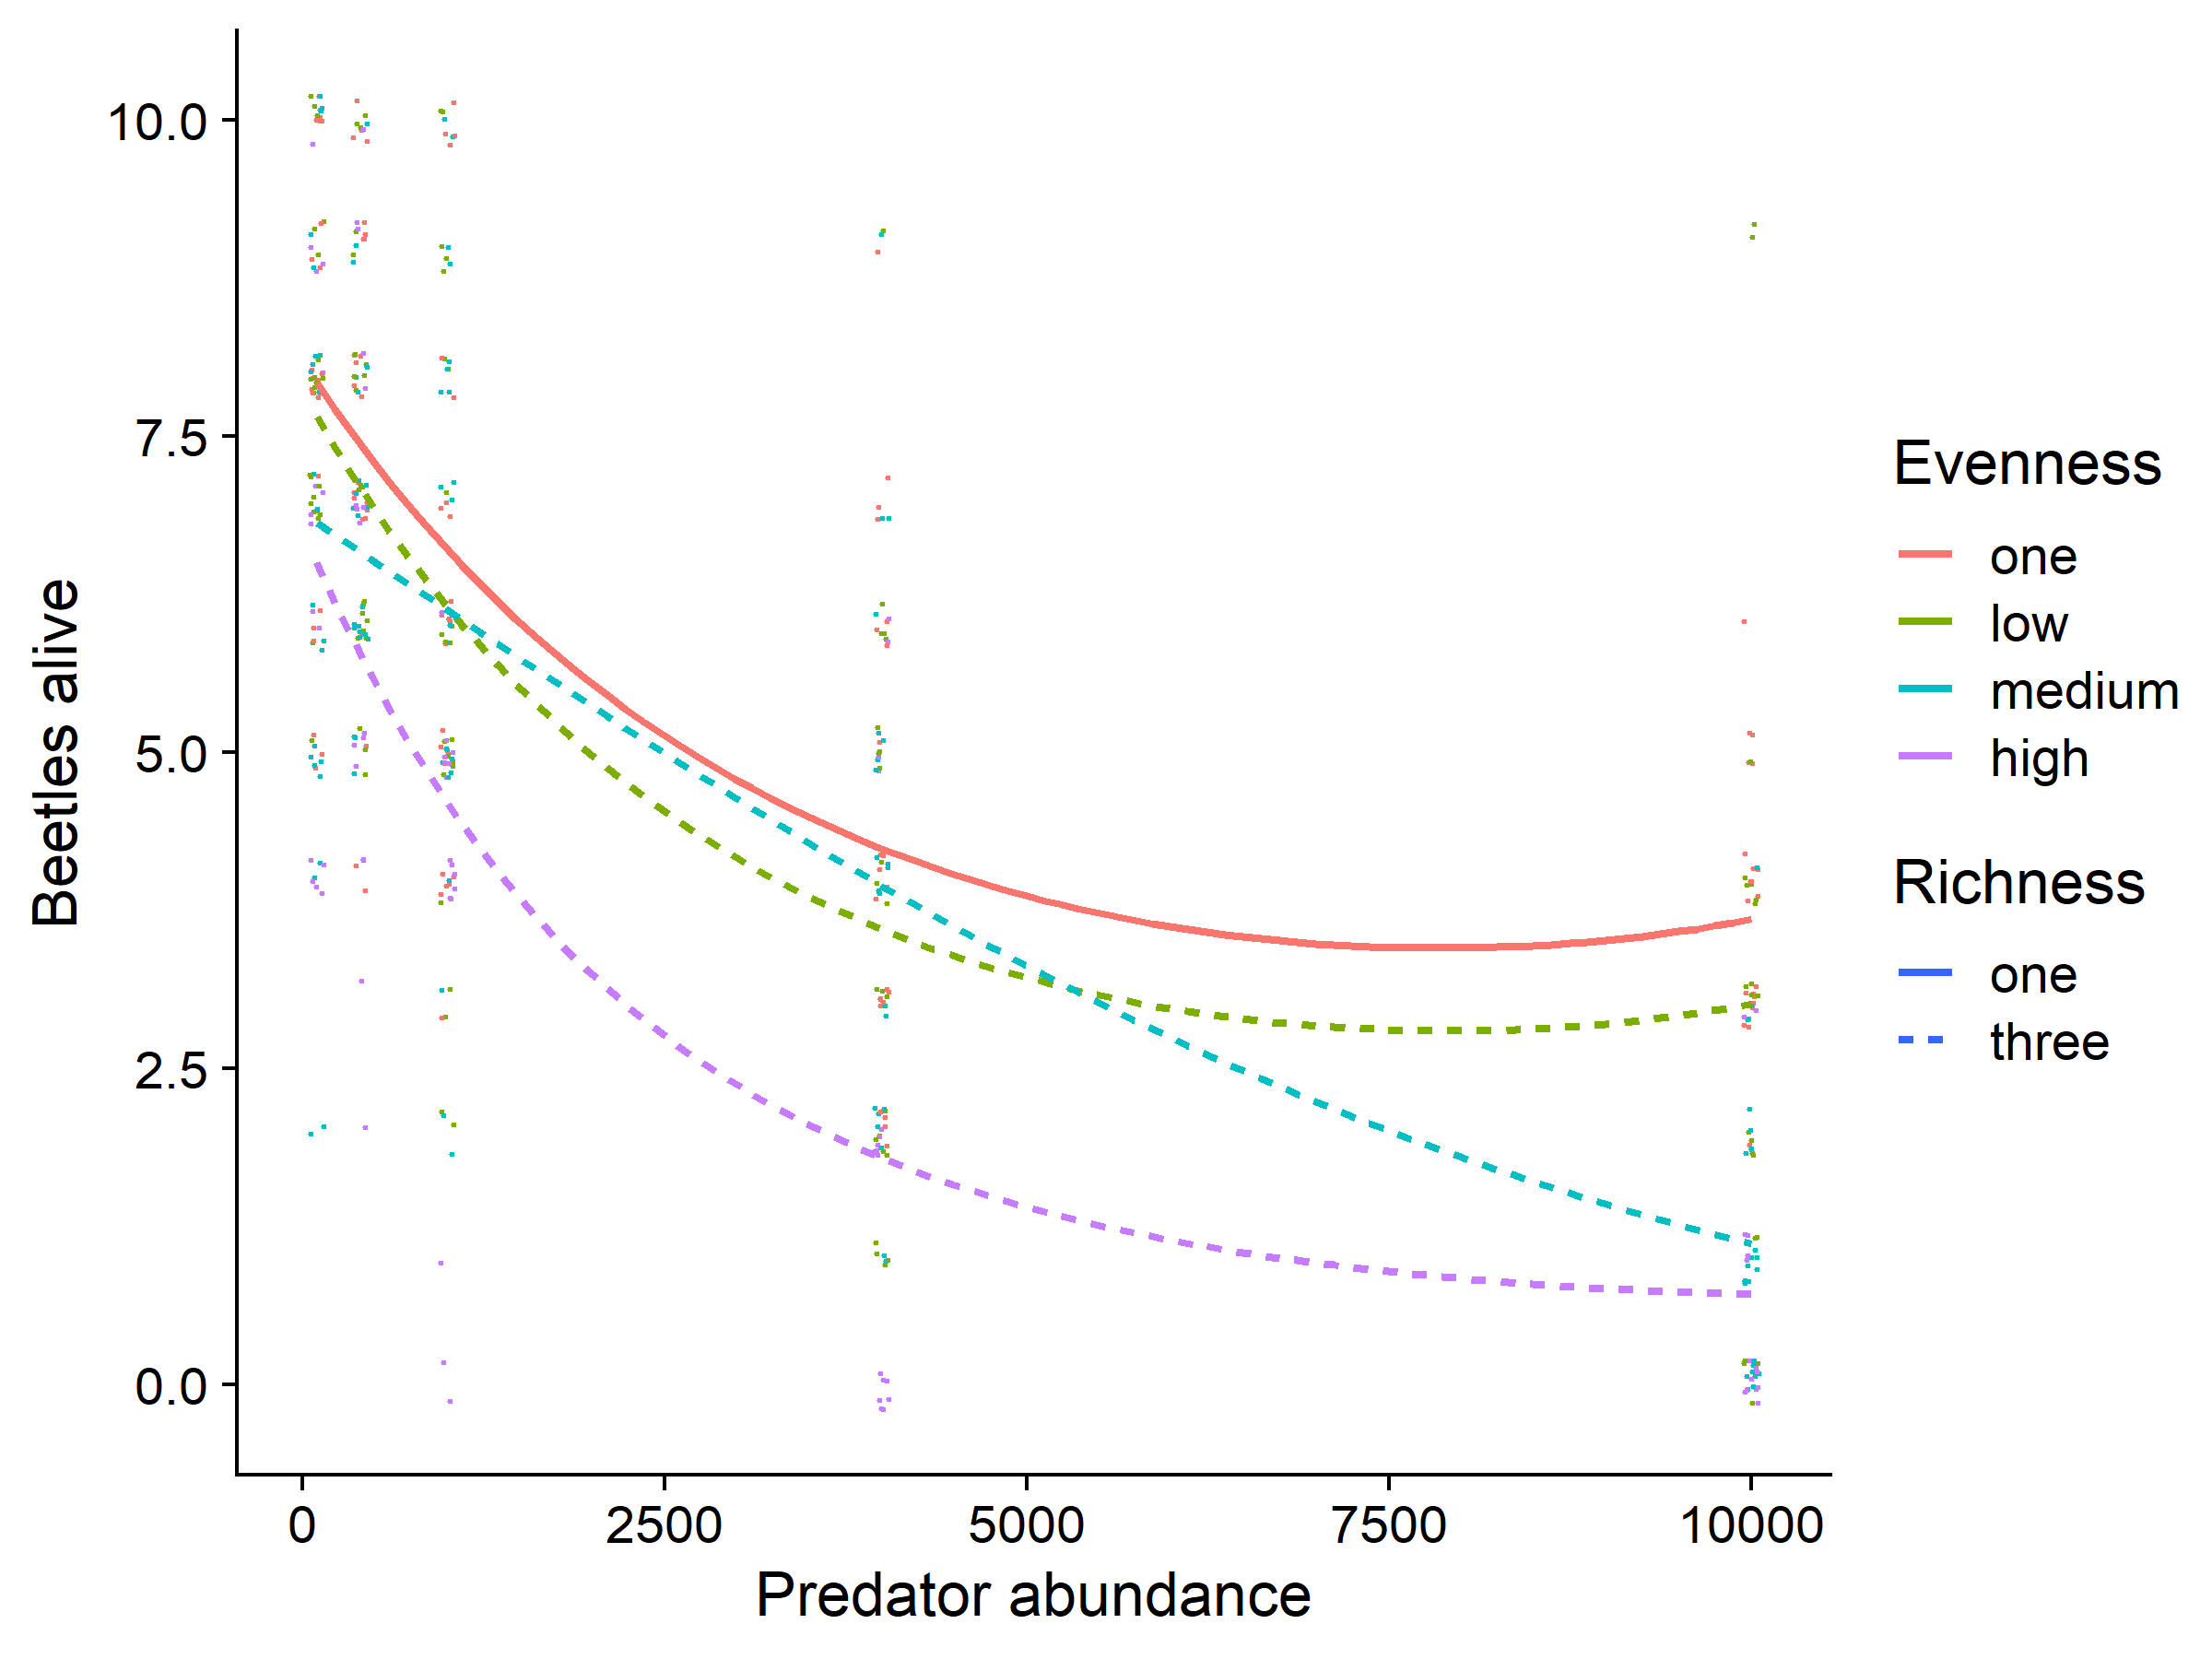 10.0
7.5
5.0
2.5
0.0
Beetles alive
0 2500 5000 7500 10000
Predator abundance
Evenness
one
low
medium
high
Richness
one
three